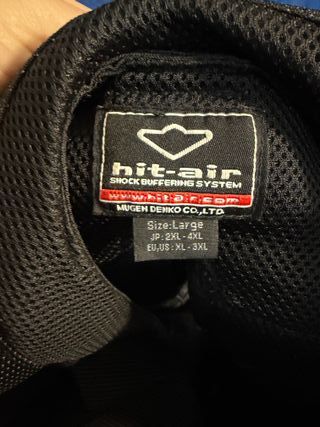 hit-air
SHOCK BUFFERING SYSTEM
www.hit-air.com
MUGEN DENKO CO.,LTD.
Size:Large
JP: 2XL - 4XL
EU,US: XL - 3XL